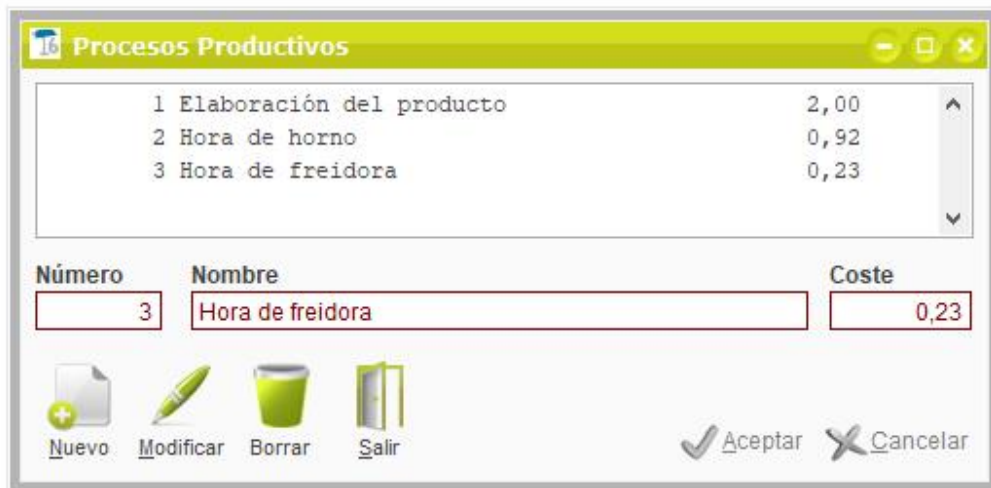 16 Procesos Productivos
1 Elaboración del producto 2,00
2 Hora de horno 0,92
3 Hora de freidora 0,23
Número Nombre Coste
3 Hora de freidora 0,23
Nuevo Modificar Borrar Salir Aceptar Cancelar